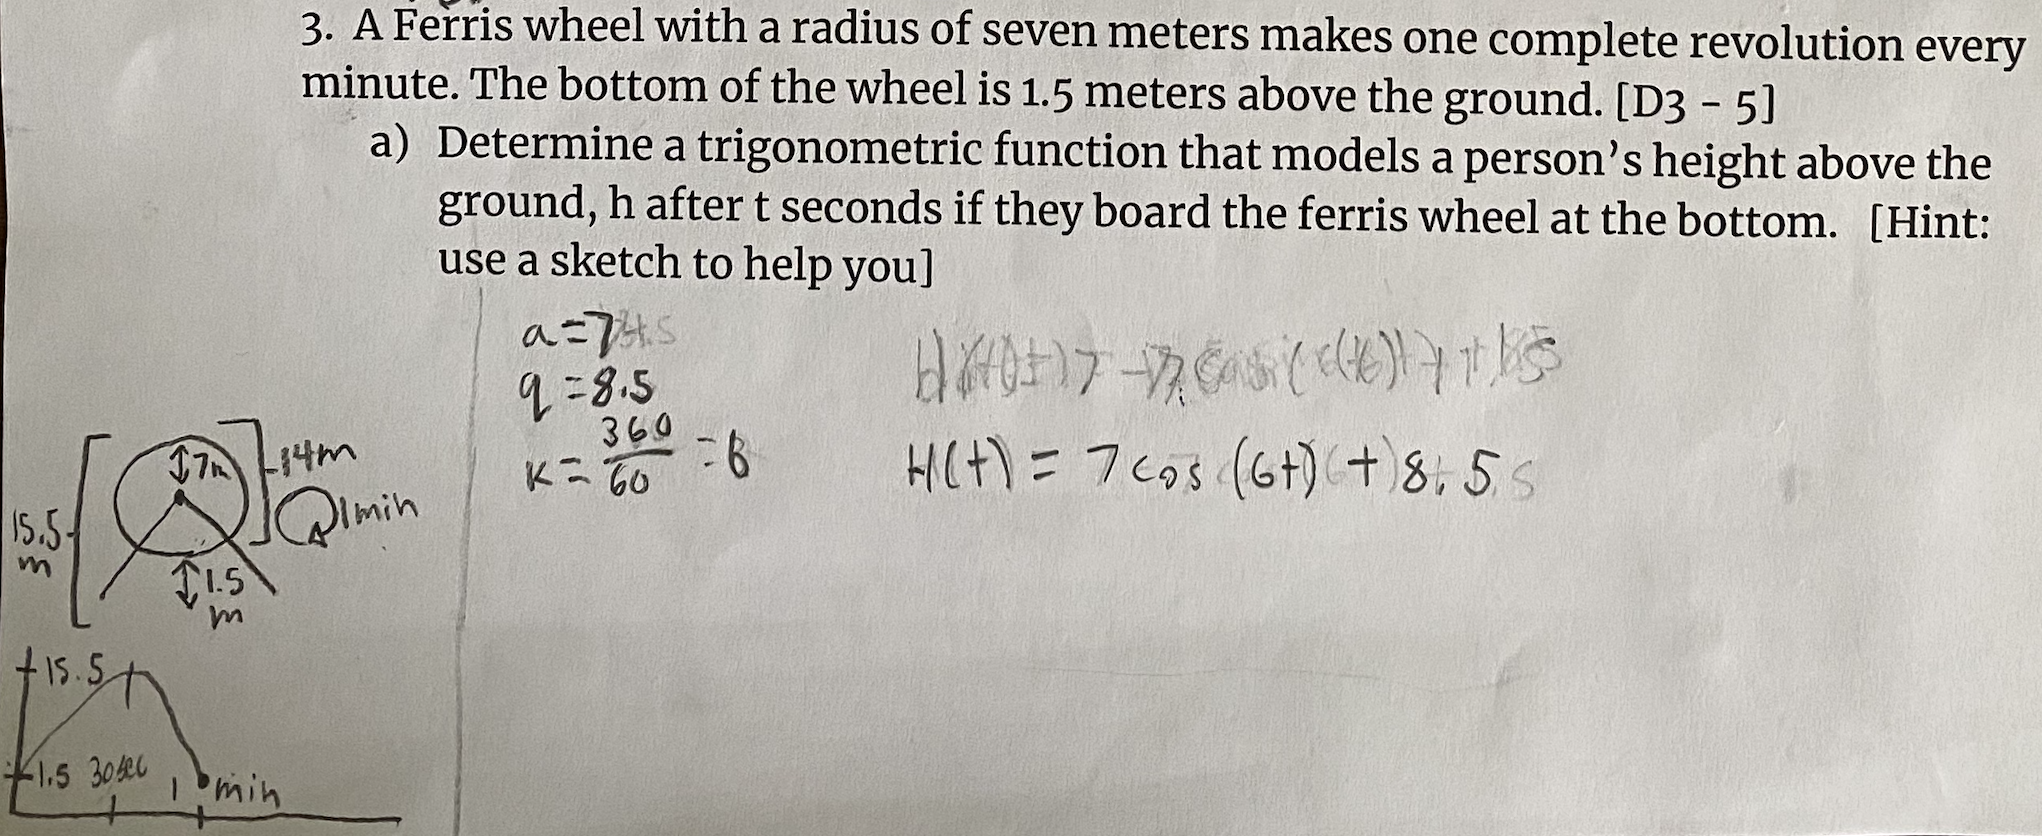 3. A Ferris wheel with a radius of seven meters makes one complete revolution every
minute. The bottom of the wheel is 1.5 meters above the ground. [D3 - 5]
a) Determine a trigonometric function that models a person's height above the
ground, h after t seconds if they board the ferris wheel at the bottom. [Hint:
use a sketch to help you]
a=7
q=8.5
k= 360/60 =6
H(t) = 7cos (6t) + 8.5
7m
14m
1min
15.5
m
1.5
m
15.5
1.5 30sec 1 min